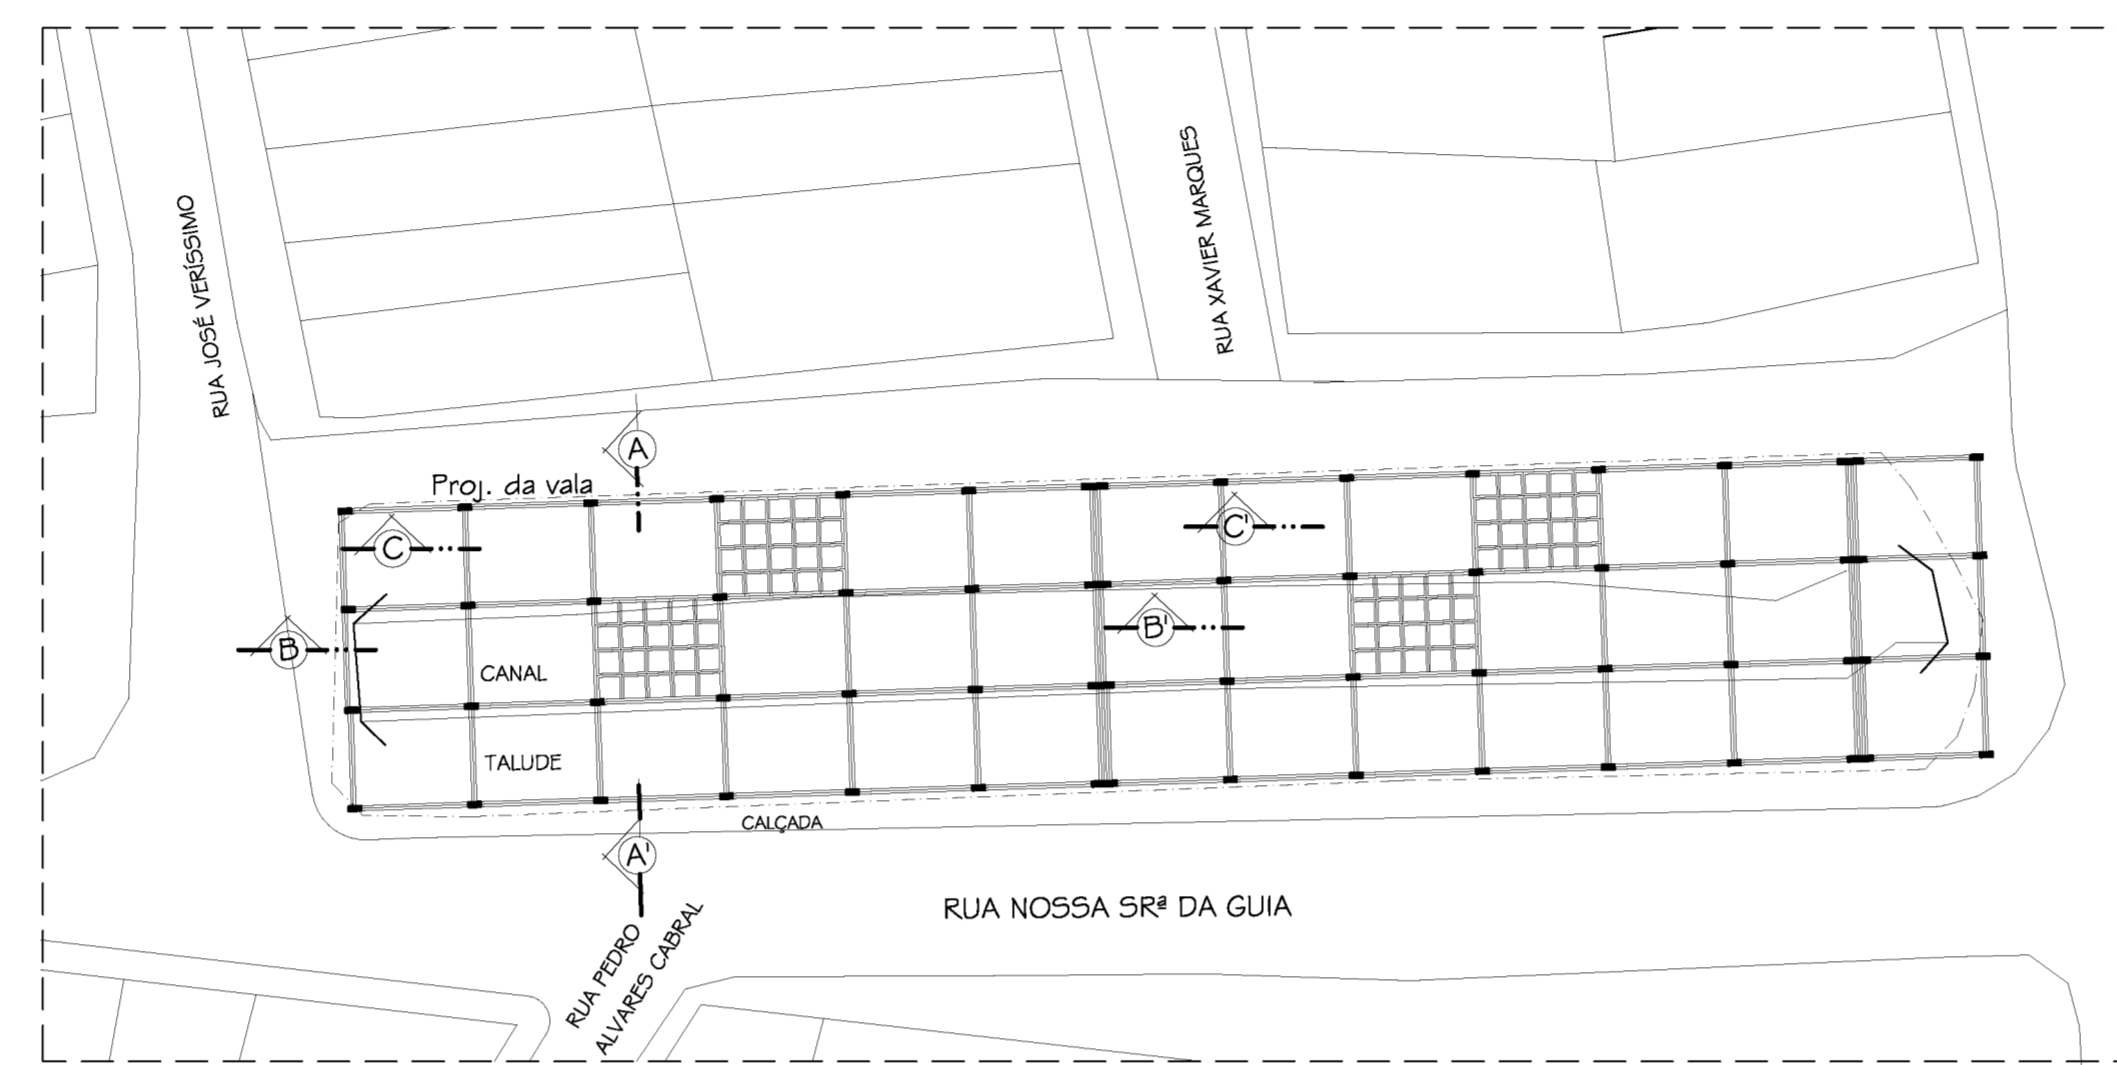 RUA JOSÉ VERÍSSIMO
RUA XAVIER MARQUES
A
Proj. da vala
C
C'
B
B'
CANAL
TALUDE
CALÇADA
A'
RUA NOSSA SRª DA GUIA
RUA PEDRO
ALVARES CABRAL